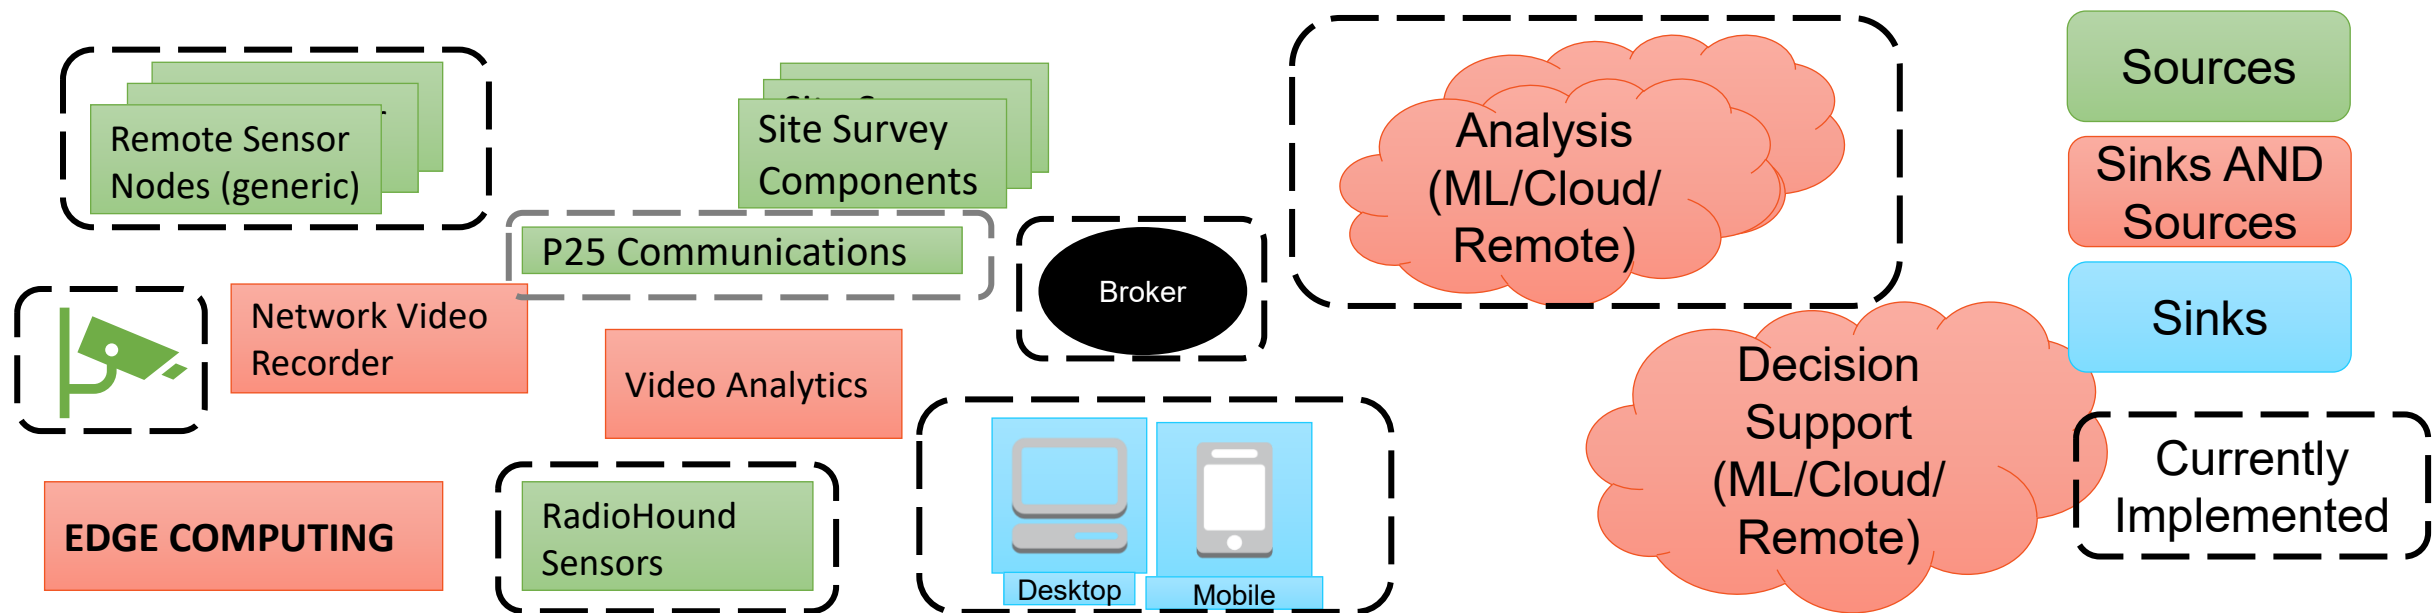 Remote Sensor
Nodes (generic)
Site Survey
Components
P25 Communications
Network Video
Recorder
Video Analytics
EDGE COMPUTING
RadioHound
Sensors
Broker
Desktop
Mobile
Analysis
(ML/Cloud/
Remote)
Decision
Support
(ML/Cloud/
Remote)
Sources
Sinks AND
Sources
Sinks
Currently
Implemented